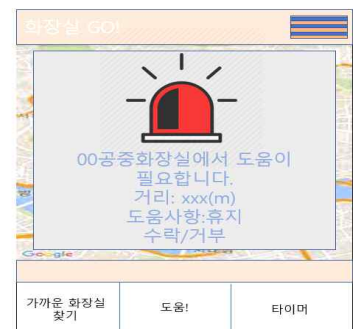 화장실 GO!
00공중화장실에서 도움이
필요합니다.
거리: xxx(m)
도움사항:휴지
수락/거부
Google
가까운 화장실
찾기
도움!
타이머